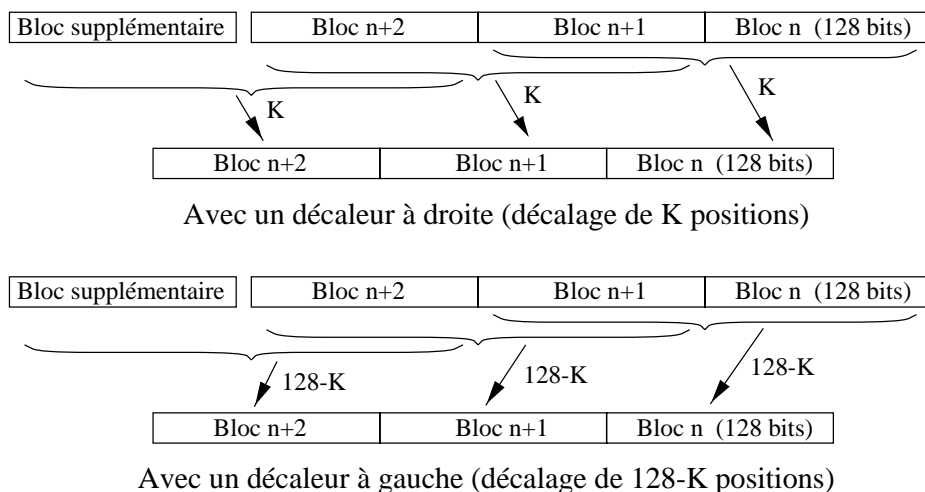 Bloc supplémentaire Bloc n+2 Bloc n+1 Bloc n (128 bits)
K K K
Bloc n+2 Bloc n+1 Bloc n (128 bits)
Avec un décaleur à droite (décalage de K positions)
Bloc supplémentaire Bloc n+2 Bloc n+1 Bloc n (128 bits)
128-K 128-K 128-K
Bloc n+2 Bloc n+1 Bloc n (128 bits)
Avec un décaleur à gauche (décalage de 128-K positions)